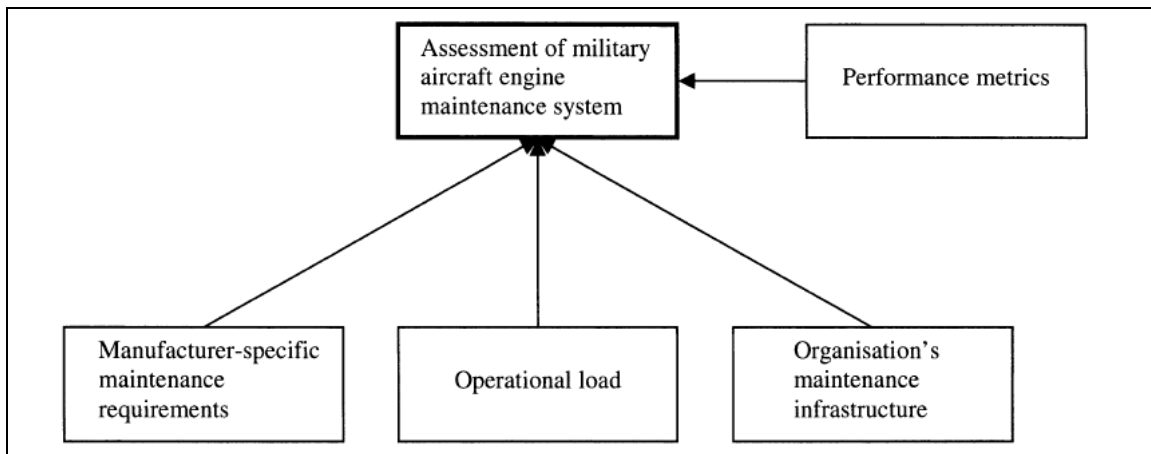 Assessment of military
aircraft engine
maintenance system
Performance metrics
Manufacturer-specific
maintenance
requirements
Operational load
Organisation's
maintenance
infrastructure